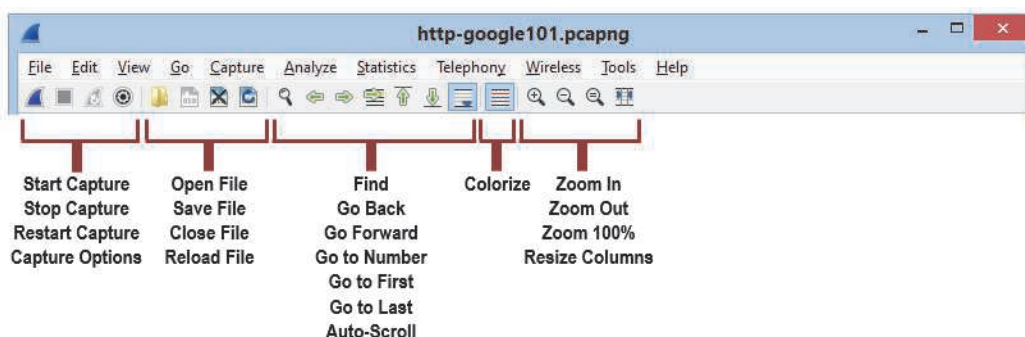 http-google101.pcapng
File Edit View Go Capture Analyze Statistics Telephony Wireless Tools Help
Start Capture
Stop Capture
Restart Capture
Capture Options
Open File
Save File
Close File
Reload File
Find
Go Back
Go Forward
Go to Number
Go to First
Go to Last
Auto-Scroll
Colorize
Zoom In
Zoom Out
Zoom 100%
Resize Columns